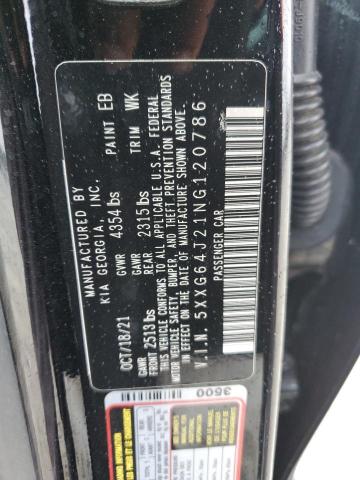 MANUFACTURED BY
KIA GEORGIA, INC.
PAINT EB
OCT/18/21 GVWR 4354 lbs TRIM WK
GAWR GAWR
FRONT 2513 lbs REAR 2315 lbs
THIS VEHICLE CONFORMS TO ALL APPLICABLE U.S.A. FEDERAL
MOTOR VEHICLE SAFETY, BUMPER, AND THEFT PREVENTION STANDARDS
IN EFFECT ON THE DATE OF MANUFACTURE SHOWN ABOVE.
V.I.N. 5XXG64J21NG120786
PASSENGER CAR
3500